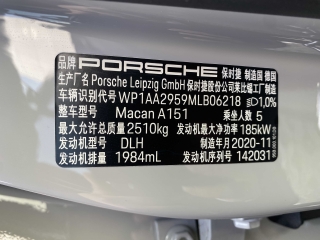 品牌 PORSCHE 保时捷 制造国 德国
生产厂名 Porsche Leipzig GmbH 保时捷股份公司莱比锡工厂制造
车辆识别代号 WP1AA2959MLB06218 1,0%
整车型号 Macan A151 乘坐人数 5
最大允许总质量 2510kg 发动机最大净功率 185kW
发动机型号 DLH 制造年月 2020-11
发动机排量 1984mL 发动机序列号 142031